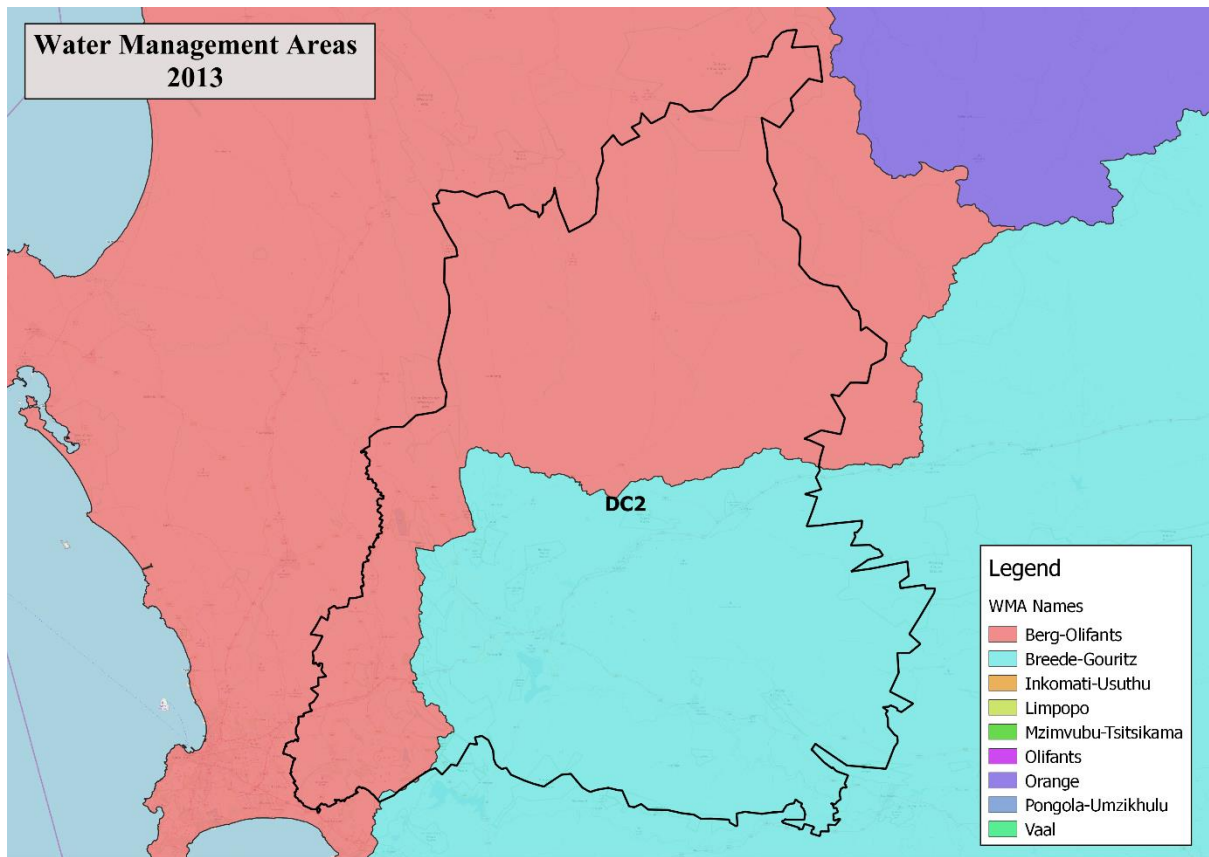 Water Management Areas
2013
DC2
Legend
WMA Names
Berg-Olifants
Breede-Gouritz
Inkomati-Usuthu
Limpopo
Mzimvubu-Tsitsikama
Olifants
Orange
Pongola-Umzikhulu
Vaal